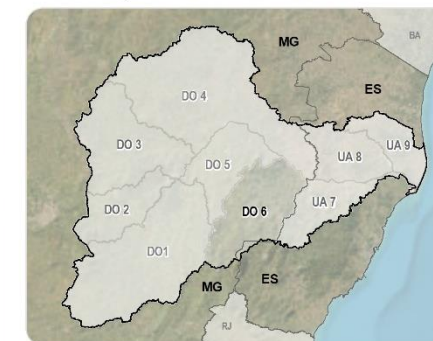 BA
MG
ES
DO 4
DO 3
UA 9
UA 8
DO 5
UA 7
DO 2
DO 6
DO1
ES
MG
RJ